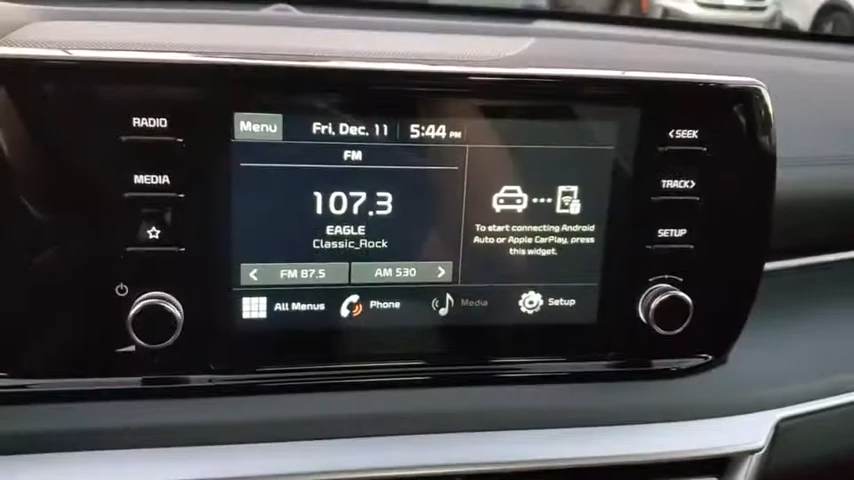 RADIO
MEDIA
Menu
Fri, Dec. 11
5:44 PM
FM
107.3
EAGLE
Classic_Rock
FM 87.5
AM 530
To start connecting Android
Auto or Apple CarPlay, press
this widget.
All Menus
Phone
Media
Setup
SEEK
TRACK
SETUP